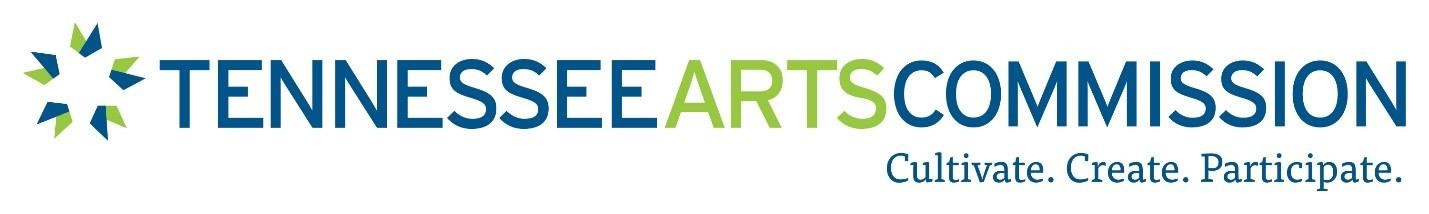 TENNESSEEARTSCOMMISSION
Cultivate. Create. Participate.